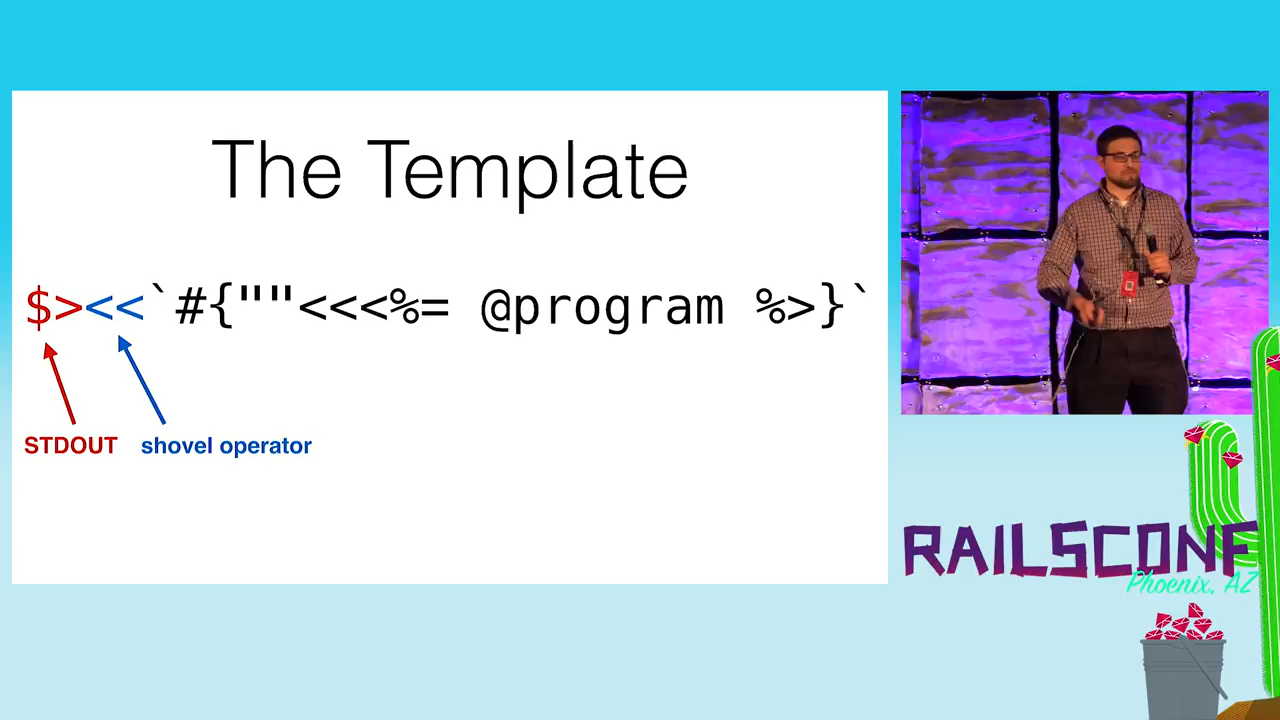 The Template
$><<`#{""<<<%= @program %>}`
STDOUT
shovel operator
RAILSCONF
Phoenix, AZ